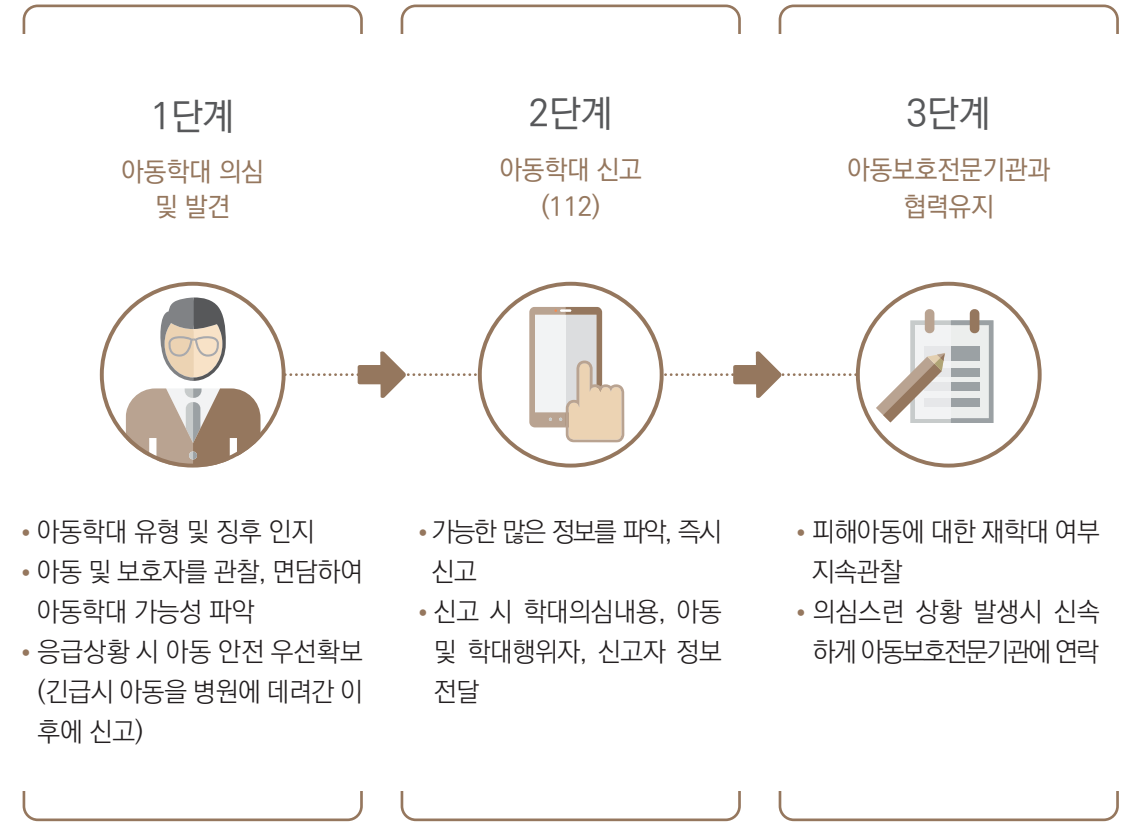 1단계
아동학대 의심
및 발견
• 아동학대 유형 및 징후 인지
• 아동 및 보호자를 관찰, 면담하여
아동학대 가능성 파악
• 응급상황 시 아동 안전 우선확보
(긴급시 아동을 병원에 데려간 이
후에 신고)
2단계
아동학대 신고
(112)
• 가능한 많은 정보를 파악, 즉시
신고
• 신고 시 학대의심내용, 아동
및 학대행위자, 신고자 정보
전달
3단계
아동보호전문기관과
협력유지
• 피해아동에 대한 재학대 여부
지속관찰
• 의심스런 상황 발생시 신속
하게 아동보호전문기관에 연락